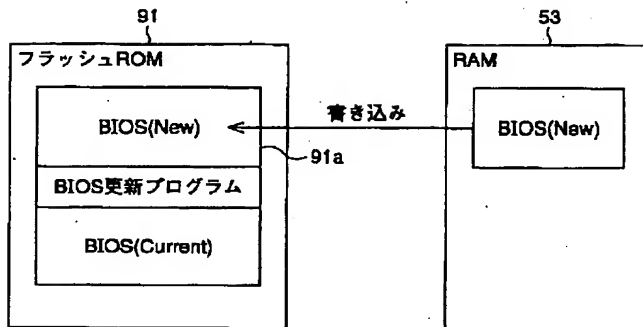 91
53
フラッシュROM
RAM
BIOS(New)
書き込み
BIOS(New)
91a
BIOS更新プログラム
BIOS(Current)